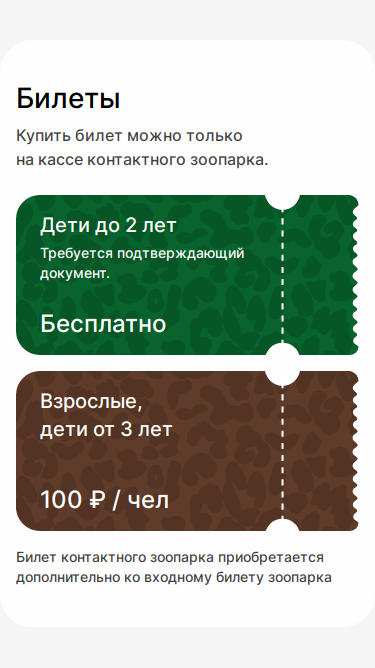 Билеты
Купить билет можно только
на кассе контактного зоопарка.
Дети до 2 лет
Требуется подтверждающий
документ.
Бесплатно
Взрослые,
дети от 3 лет
100 ₽ / чел
Билет контактного зоопарка приобретается
дополнительно ко входному билету зоопарка